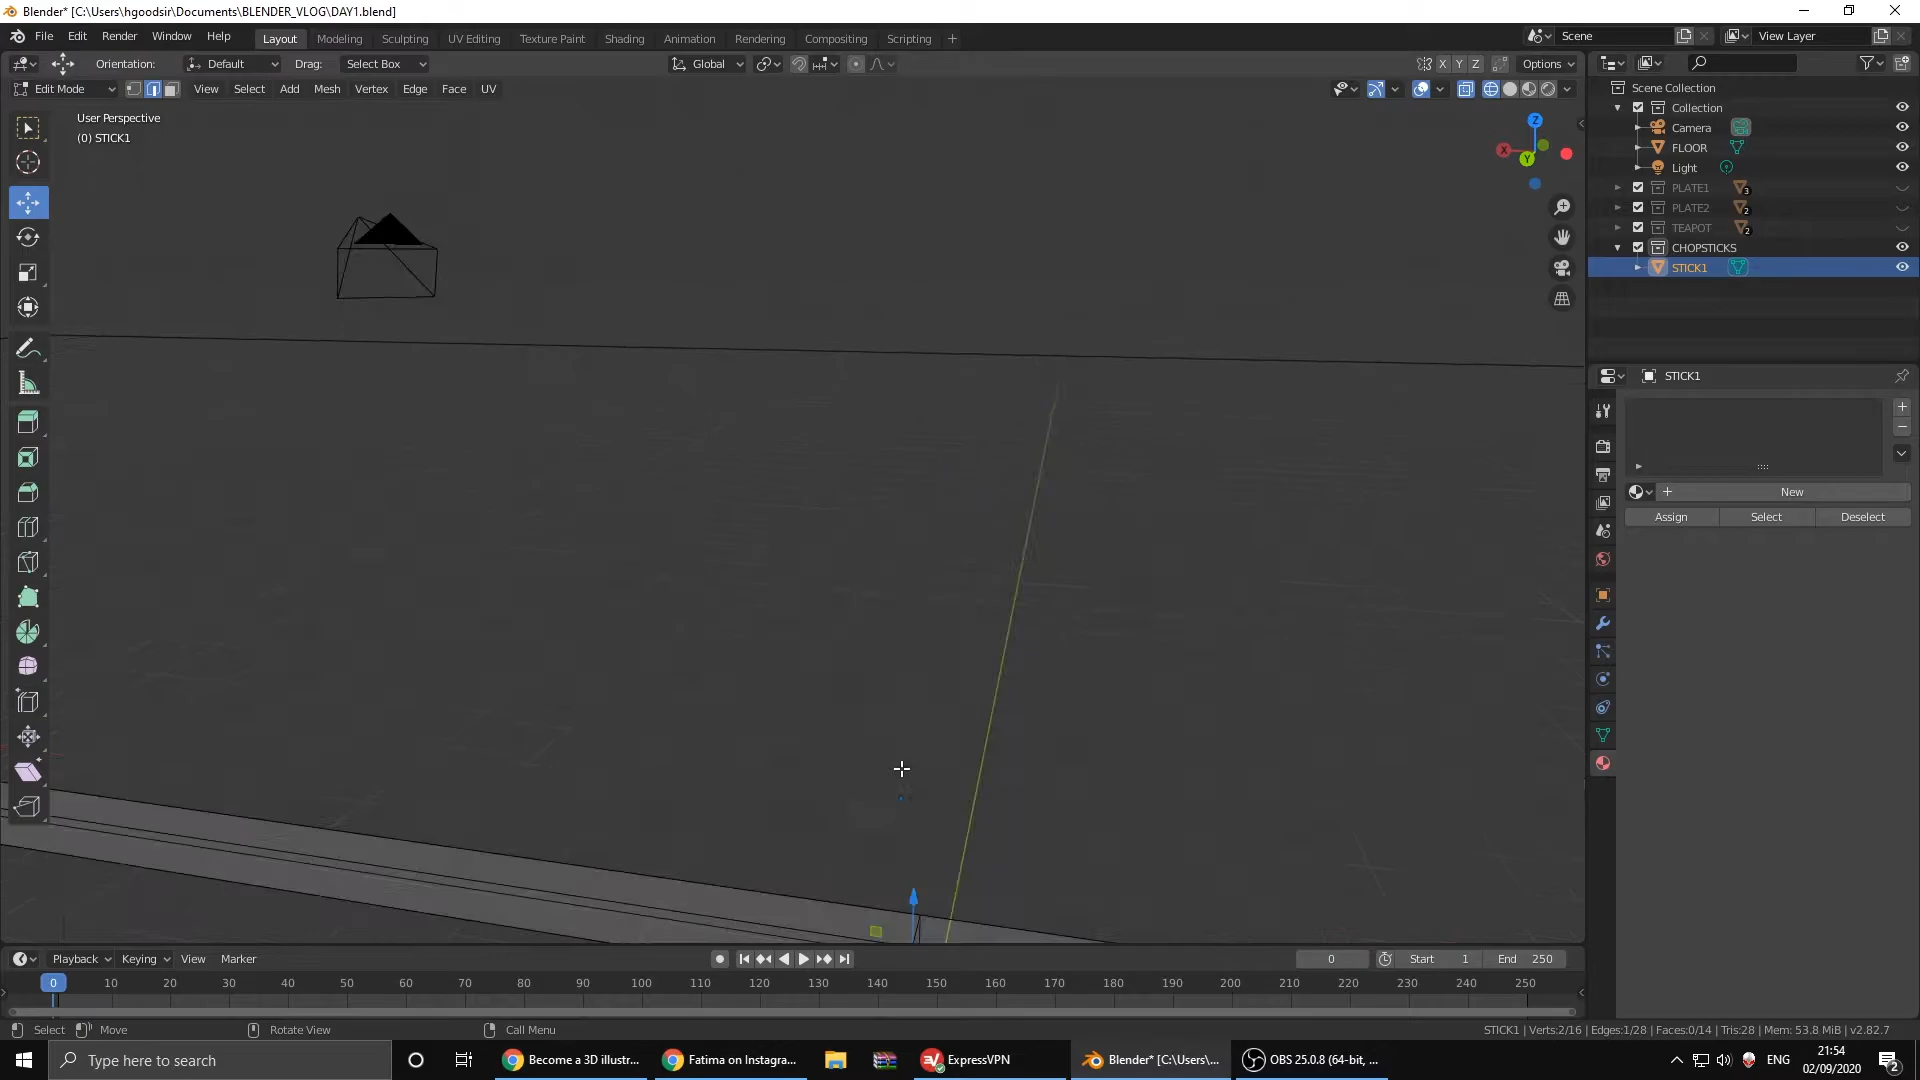 Blender* [C:\Users\hgoodsir\Documents\BLENDER_VLOG\DAY1.blend]
File Edit Render Window Help Layout Modeling Sculpting UV Editing Texture Paint Shading Animation Rendering Compositing Scripting Scene View Layer
Orientation: Default Drag: Select Box Global X Y Z Options
Edit Mode View Select Add Mesh Vertex Edge Face UV
User Perspective
(0) STICK1
Z
X
Y
Scene Collection
Collection
Camera
FLOOR
Light
PLATE1 3
PLATE2 2
TEAPOT 2
CHOPSTICKS
STICK1
STICK1
New
Assign Select Deselect
Playback Keying View Marker 0 Start 1 End 250
0 10 20 30 40 50 60 70 80 90 100 110 120 130 140 150 160 170 180 190 200 210 220 230 240 250
Select Move Rotate View Call Menu STICK1 | Verts:2/16 | Edges:1/28 | Faces:0/14 | Tris:28 | Mem: 53.8 MiB | v2.82.7
Type here to search Become a 3D illustr... Fatima on Instagra... ExpressVPN Blender* [C:\Users\... OBS 25.0.8 (64-bit, ... ENG 21:54
02/09/2020 2